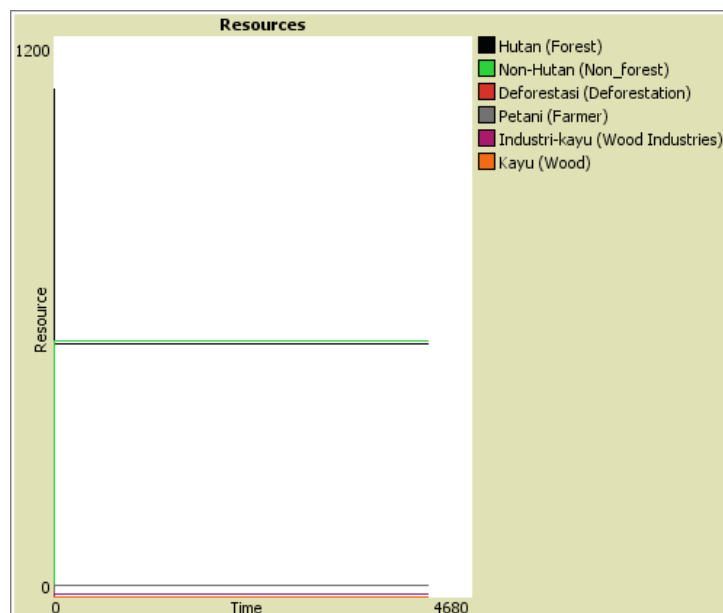 Resources
1200
Resource
0
0
Time
4680
Hutan (Forest)
Non-Hutan (Non_forest)
Deforestasi (Deforestation)
Petani (Farmer)
Industri-kayu (Wood Industries)
Kayu (Wood)